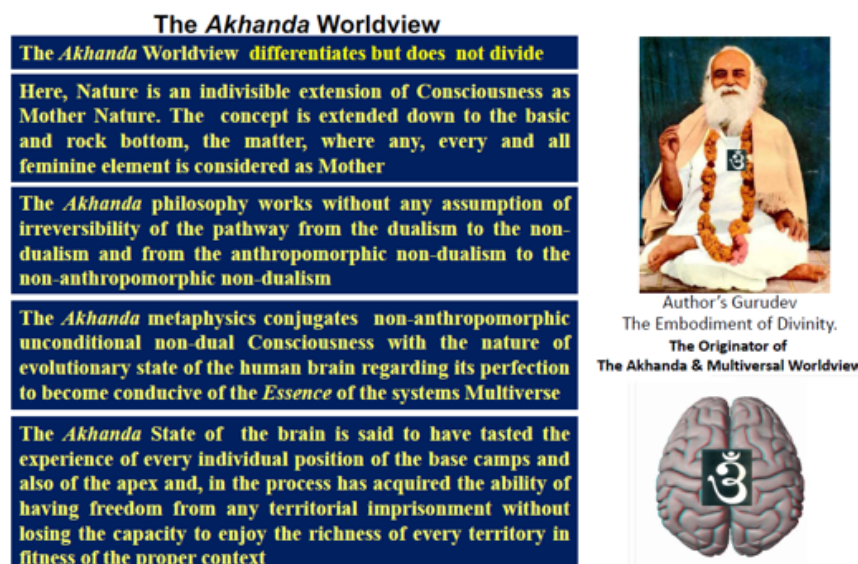 The Akhanda Worldview
The Akhanda Worldview differentiates but does not divide
Here, Nature is an indivisible extension of Consciousness as
Mother Nature. The concept is extended down to the basic
and rock bottom, the matter, where any, every and all
feminine element is considered as Mother
The Akhanda philosophy works without any assumption of
irreversibility of the pathway from the dualism to the non-
dualism and from the anthropomorphic non-dualism to the
non-anthropomorphic non-dualism
The Akhanda metaphysics conjugates non-anthropomorphic
unconditional non-dual Consciousness with the nature of
evolutionary state of the human brain regarding its perfection
to become conducive of the Essence of the systems Multiverse
The Akhanda State of the brain is said to have tasted the
experience of every individual position of the base camps and
also of the apex and, in the process has acquired the ability of
having freedom from any territorial imprisonment without
losing the capacity to enjoy the richness of every territory in
fitness of the proper context
Author's Gurudev
The Embodiment of Divinity.
The Originator of
The Akhanda & Multiversal Worldview